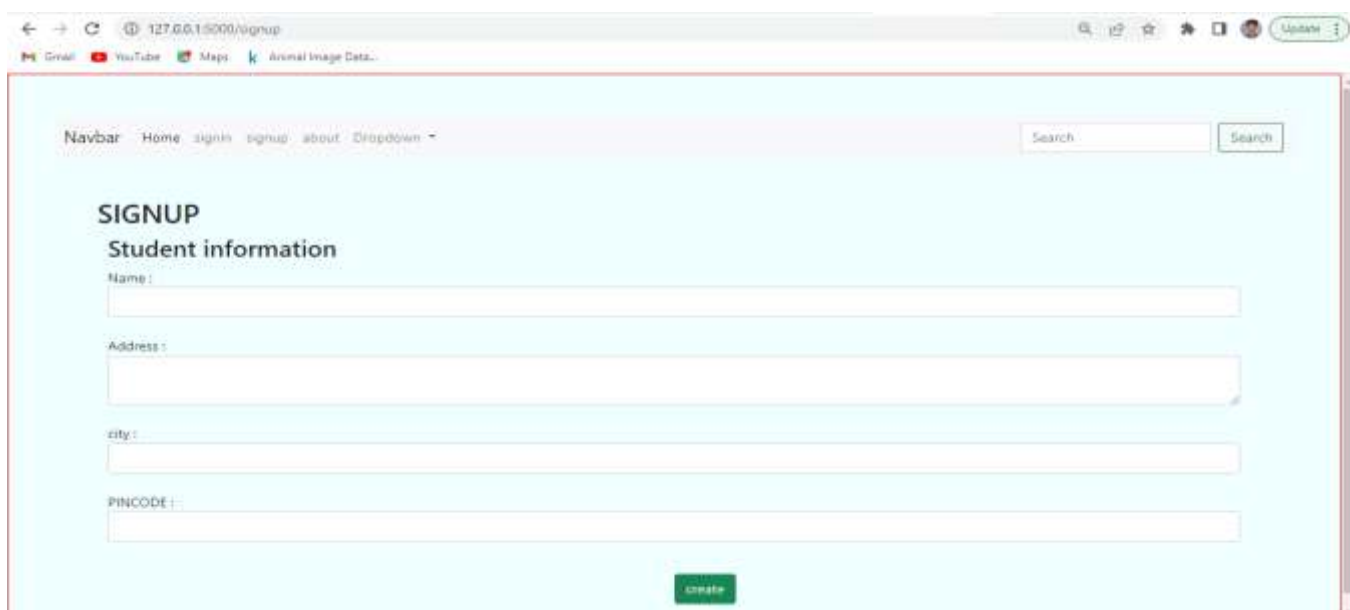 127.0.0.1:5000/signup
Update
Gmail YouTube Maps Animal Image Data...
Navbar Home signin signup about Dropdown Search Search
SIGNUP
Student information
Name :
Address :
city :
PINCODE :
create